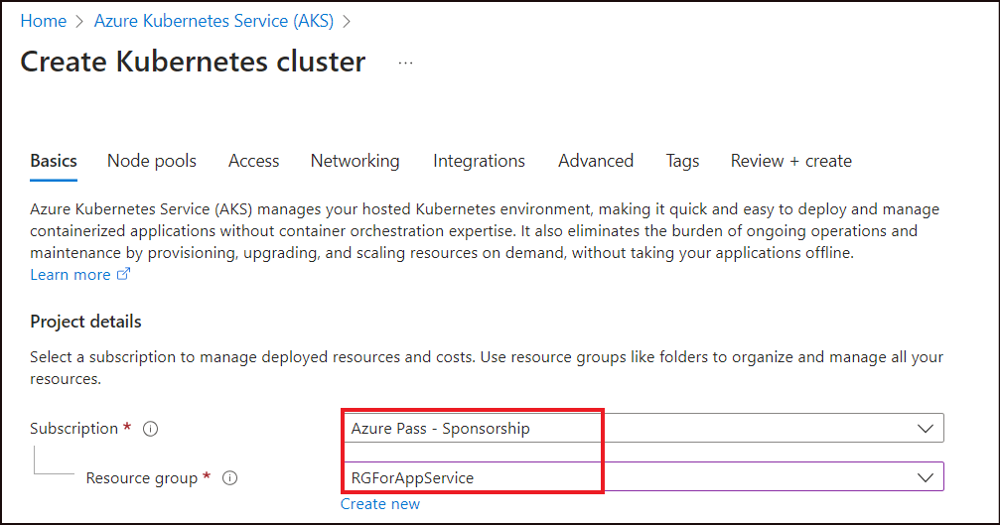 Home > Azure Kubernetes Service (AKS) >
Create Kubernetes cluster ...
Basics Node pools Access Networking Integrations Advanced Tags Review + create
Azure Kubernetes Service (AKS) manages your hosted Kubernetes environment, making it quick and easy to deploy and manage
containerized applications without container orchestration expertise. It also eliminates the burden of ongoing operations and
maintenance by provisioning, upgrading, and scaling resources on demand, without taking your applications offline.
Learn more
Project details
Select a subscription to manage deployed resources and costs. Use resource groups like folders to organize and manage all your
resources.
Subscription * Azure Pass - Sponsorship
Resource group * RGForAppService
Create new